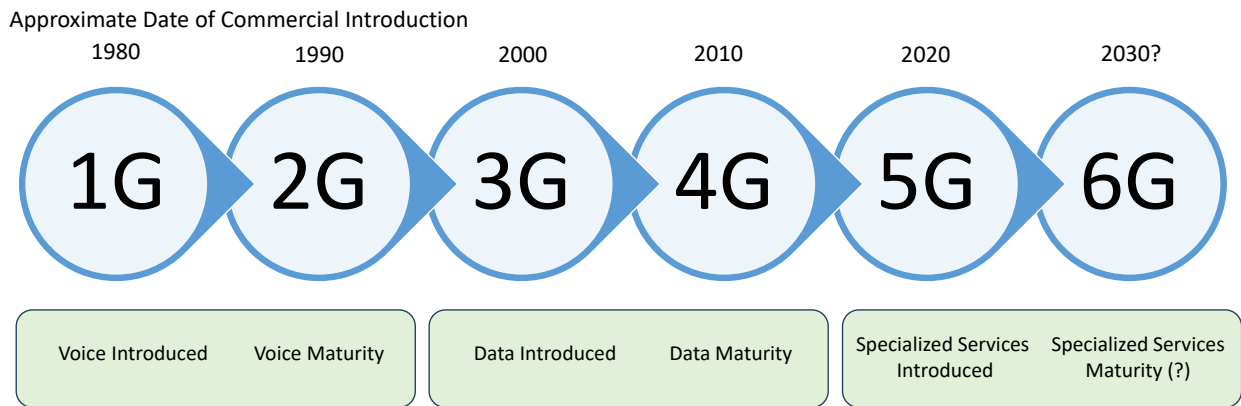 Approximate Date of Commercial Introduction
1980 1990 2000 2010 2020 2030?
1G 2G 3G 4G 5G 6G
Voice Introduced Voice Maturity Data Introduced Data Maturity Specialized Services Specialized Services
Introduced Maturity (?)